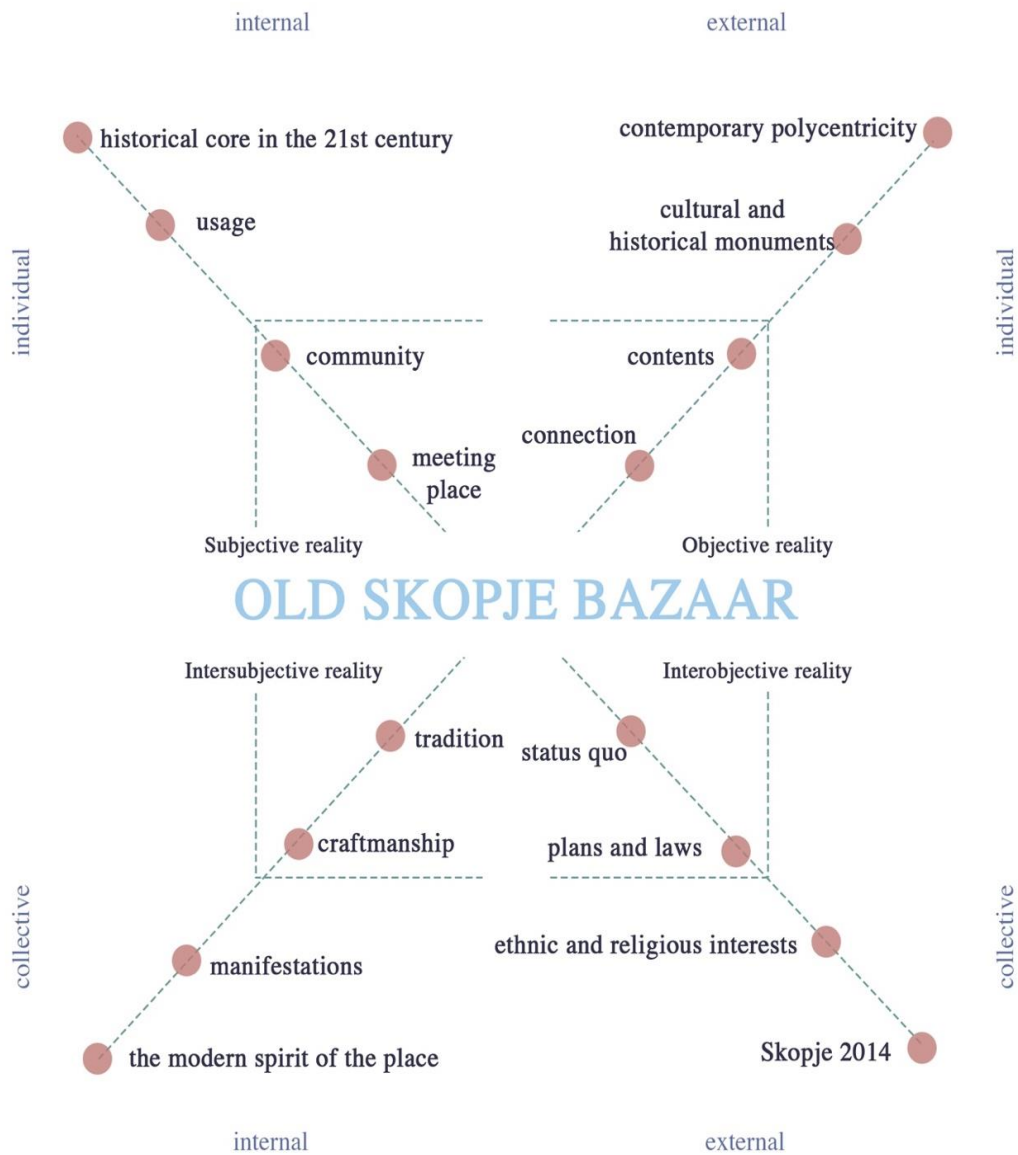 internal
external
historical core in the 21st century
contemporary polycentricity
usage
cultural and
historical monuments
individual
individual
community
contents
connection
meeting
place
Subjective reality
Objective reality
OLD SKOPJE BAZAAR
Intersubjective reality
Interobjective reality
tradition
status quo
craftmanship
plans and laws
collective
collective
ethnic and religious interests
manifestations
the modern spirit of the place
Skopje 2014
internal
external